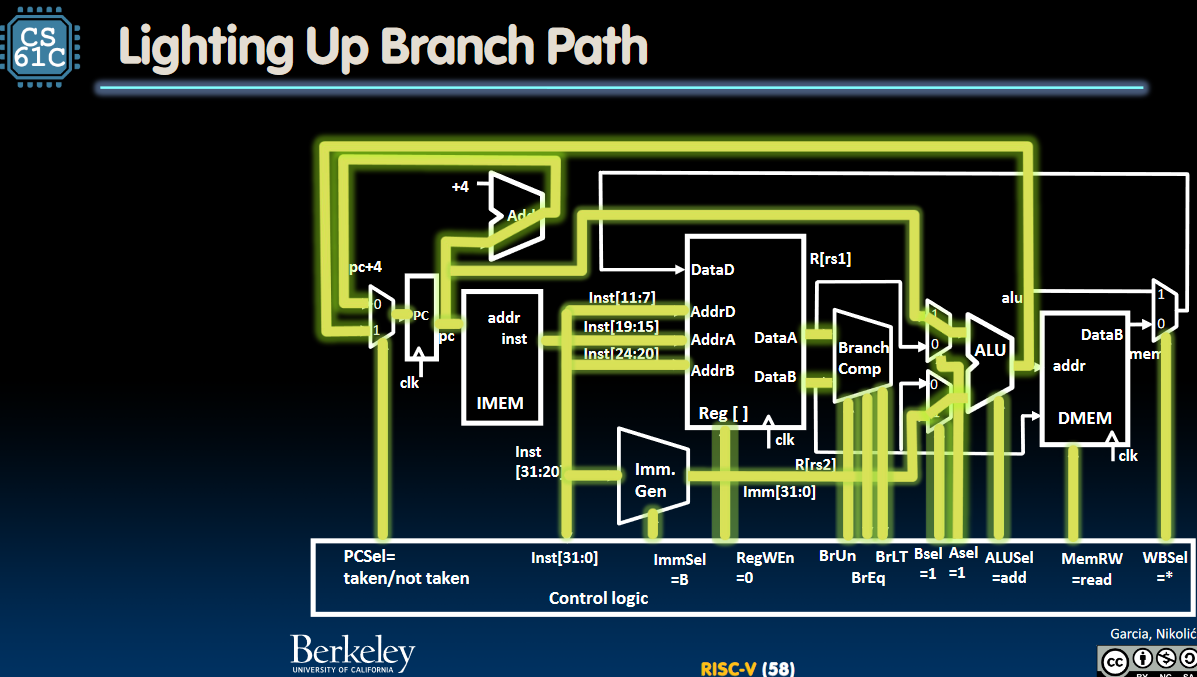 CS
61C
Lighting Up Branch Path
+4
Add
pc+4
0
1
PC
pc
clk
addr
inst
IMEM
Inst[11:7]
Inst[19:15]
Inst[24:20]
Inst
[31:20]
DataD
AddrD
AddrA
AddrB
DataA
DataB
Reg [ ]
clk
R[rs1]
R[rs2]
Branch
Comp
Imm.
Gen
Imm[31:0]
1
0
0
1
ALU
alu
addr
DataB
DMEM
clk
mem
1
0
PCSel=
taken/not taken
Inst[31:0]
ImmSel
=B
RegWEn
=0
BrUn
BrEq
BrLT
Bsel
=1
Asel
=1
ALUSel
=add
MemRW
=read
WBSel
=*
Control logic
Berkeley
UNIVERSITY OF CALIFORNIA
RISC-V (58)
Garcia, Nikolić
cc